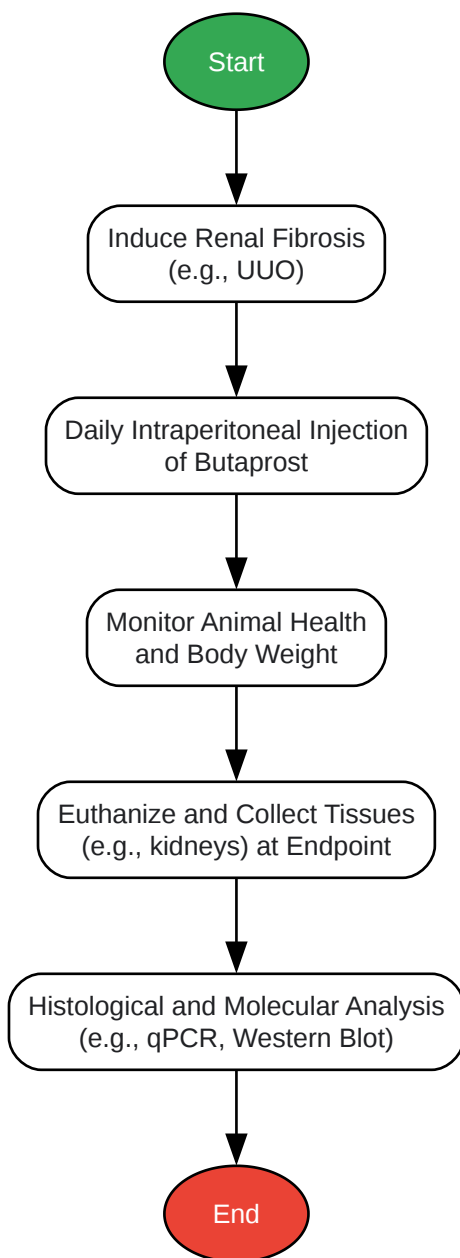 Start
Induce Renal Fibrosis
(e.g., UUO)
Daily Intraperitoneal Injection
of Butaprost
Monitor Animal Health
and Body Weight
Euthanize and Collect Tissues
(e.g., kidneys) at Endpoint
Histological and Molecular Analysis
(e.g., qPCR, Western Blot)
End